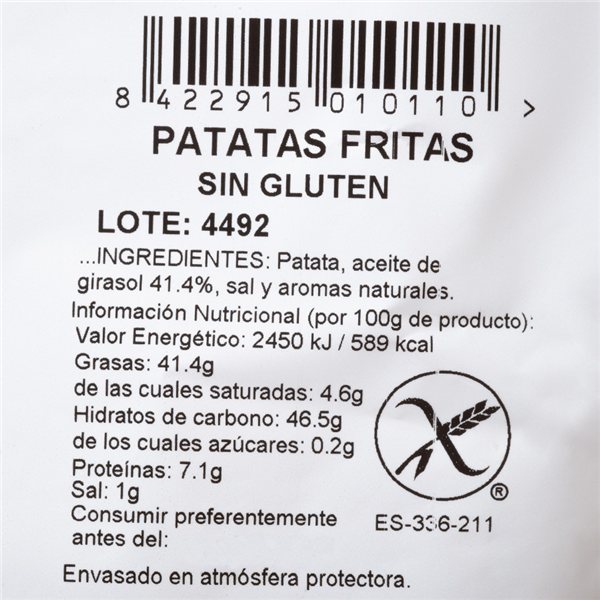 8 422915 010110 >
PATATAS FRITAS
SIN GLUTEN
LOTE: 4492
...INGREDIENTES: Patata, aceite de
girasol 41.4%, sal y aromas naturales.
Información Nutricional (por 100g de producto):
Valor Energético: 2450 kJ / 589 kcal
Grasas: 41.4g
de las cuales saturadas: 4.6g
Hidratos de carbono: 46.5g
de los cuales azúcares: 0.2g
Proteínas: 7.1g
Sal: 1g
Consumir preferentemente
antes del:
®
ES-336-211
Envasado en atmósfera protectora.